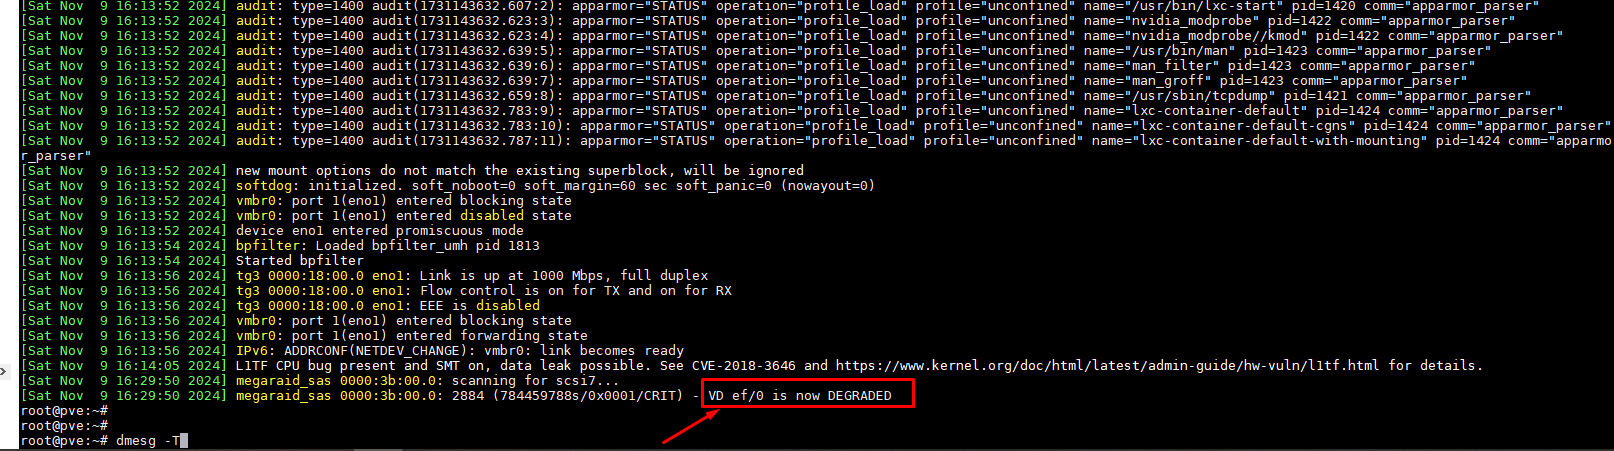 [Sat Nov  9 16:13:52 2024] audit: type=1400 audit(1731143632.607:2): apparmor="STATUS" operation="profile_load" profile="unconfined" name="/usr/bin/lxc-start" pid=1420 comm="apparmor_parser"
[Sat Nov  9 16:13:52 2024] audit: type=1400 audit(1731143632.623:3): apparmor="STATUS" operation="profile_load" profile="unconfined" name="nvidia_modprobe" pid=1422 comm="apparmor_parser"
[Sat Nov  9 16:13:52 2024] audit: type=1400 audit(1731143632.623:4): apparmor="STATUS" operation="profile_load" profile="unconfined" name="nvidia_modprobe//kmod" pid=1422 comm="apparmor_parser"
[Sat Nov  9 16:13:52 2024] audit: type=1400 audit(1731143632.639:5): apparmor="STATUS" operation="profile_load" profile="unconfined" name="/usr/bin/man" pid=1423 comm="apparmor_parser"
[Sat Nov  9 16:13:52 2024] audit: type=1400 audit(1731143632.639:6): apparmor="STATUS" operation="profile_load" profile="unconfined" name="man_filter" pid=1423 comm="apparmor_parser"
[Sat Nov  9 16:13:52 2024] audit: type=1400 audit(1731143632.639:7): apparmor="STATUS" operation="profile_load" profile="unconfined" name="man_groff" pid=1423 comm="apparmor_parser"
[Sat Nov  9 16:13:52 2024] audit: type=1400 audit(1731143632.659:8): apparmor="STATUS" operation="profile_load" profile="unconfined" name="/usr/sbin/tcpdump" pid=1421 comm="apparmor_parser"
[Sat Nov  9 16:13:52 2024] audit: type=1400 audit(1731143632.783:9): apparmor="STATUS" operation="profile_load" profile="unconfined" name="lxc-container-default" pid=1424 comm="apparmor_parser"
[Sat Nov  9 16:13:52 2024] audit: type=1400 audit(1731143632.783:10): apparmor="STATUS" operation="profile_load" profile="unconfined" name="lxc-container-default-cgns" pid=1424 comm="apparmor_parser"
[Sat Nov  9 16:13:52 2024] audit: type=1400 audit(1731143632.787:11): apparmor="STATUS" operation="profile_load" profile="unconfined" name="lxc-container-default-with-mounting" pid=1424 comm="apparmo
r_parser"
[Sat Nov  9 16:13:52 2024] new mount options do not match the existing superblock, will be ignored
[Sat Nov  9 16:13:52 2024] softdog: initialized. soft_noboot=0 soft_margin=60 sec soft_panic=0 (nowayout=0)
[Sat Nov  9 16:13:52 2024] vmbr0: port 1(eno1) entered blocking state
[Sat Nov  9 16:13:52 2024] vmbr0: port 1(eno1) entered disabled state
[Sat Nov  9 16:13:52 2024] device eno1 entered promiscuous mode
[Sat Nov  9 16:13:54 2024] bpfilter: Loaded bpfilter_umh pid 1813
[Sat Nov  9 16:13:54 2024] Started bpfilter
[Sat Nov  9 16:13:56 2024] tg3 0000:18:00.0 eno1: Link is up at 1000 Mbps, full duplex
[Sat Nov  9 16:13:56 2024] tg3 0000:18:00.0 eno1: Flow control is on for TX and on for RX
[Sat Nov  9 16:13:56 2024] tg3 0000:18:00.0 eno1: EEE is disabled
[Sat Nov  9 16:13:56 2024] vmbr0: port 1(eno1) entered blocking state
[Sat Nov  9 16:13:56 2024] vmbr0: port 1(eno1) entered forwarding state
[Sat Nov  9 16:13:56 2024] IPv6: ADDRCONF(NETDEV_CHANGE): vmbr0: link becomes ready
[Sat Nov  9 16:14:05 2024] L1TF CPU bug present and SMT on, data leak possible. See CVE-2018-3646 and https://www.kernel.org/doc/html/latest/admin-guide/hw-vuln/l1tf.html for details.
[Sat Nov  9 16:29:50 2024] megaraid_sas 0000:3b:00.0: scanning for scsi7...
[Sat Nov  9 16:29:50 2024] megaraid_sas 0000:3b:00.0: 2884 (784459788s/0x0001/CRIT) - VD ef/0 is now DEGRADED
root@pve:~#
root@pve:~#
root@pve:~# dmesg -T